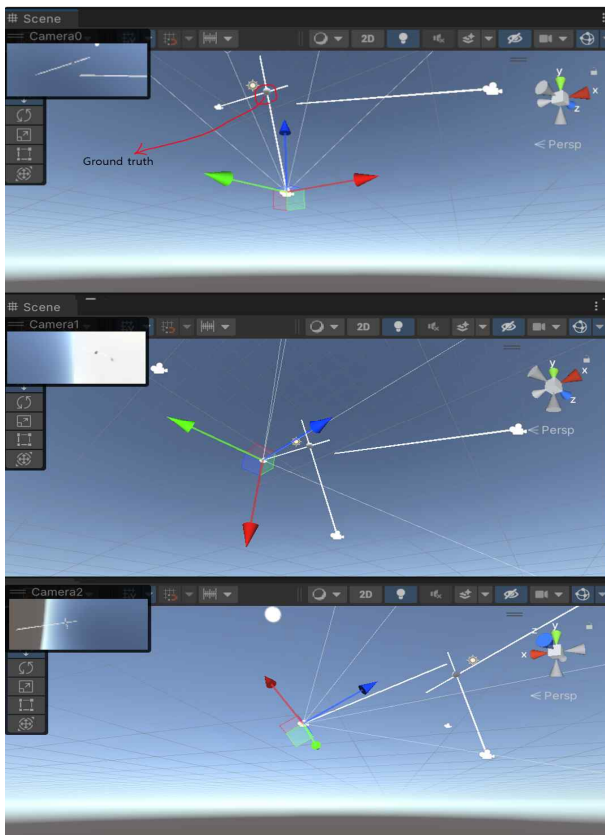 Scene
Camera0
2D
y
x
z
Persp
Ground truth
Scene
Camera1
2D
y
x
z
Persp
Camera2
2D
z
y
x
Persp